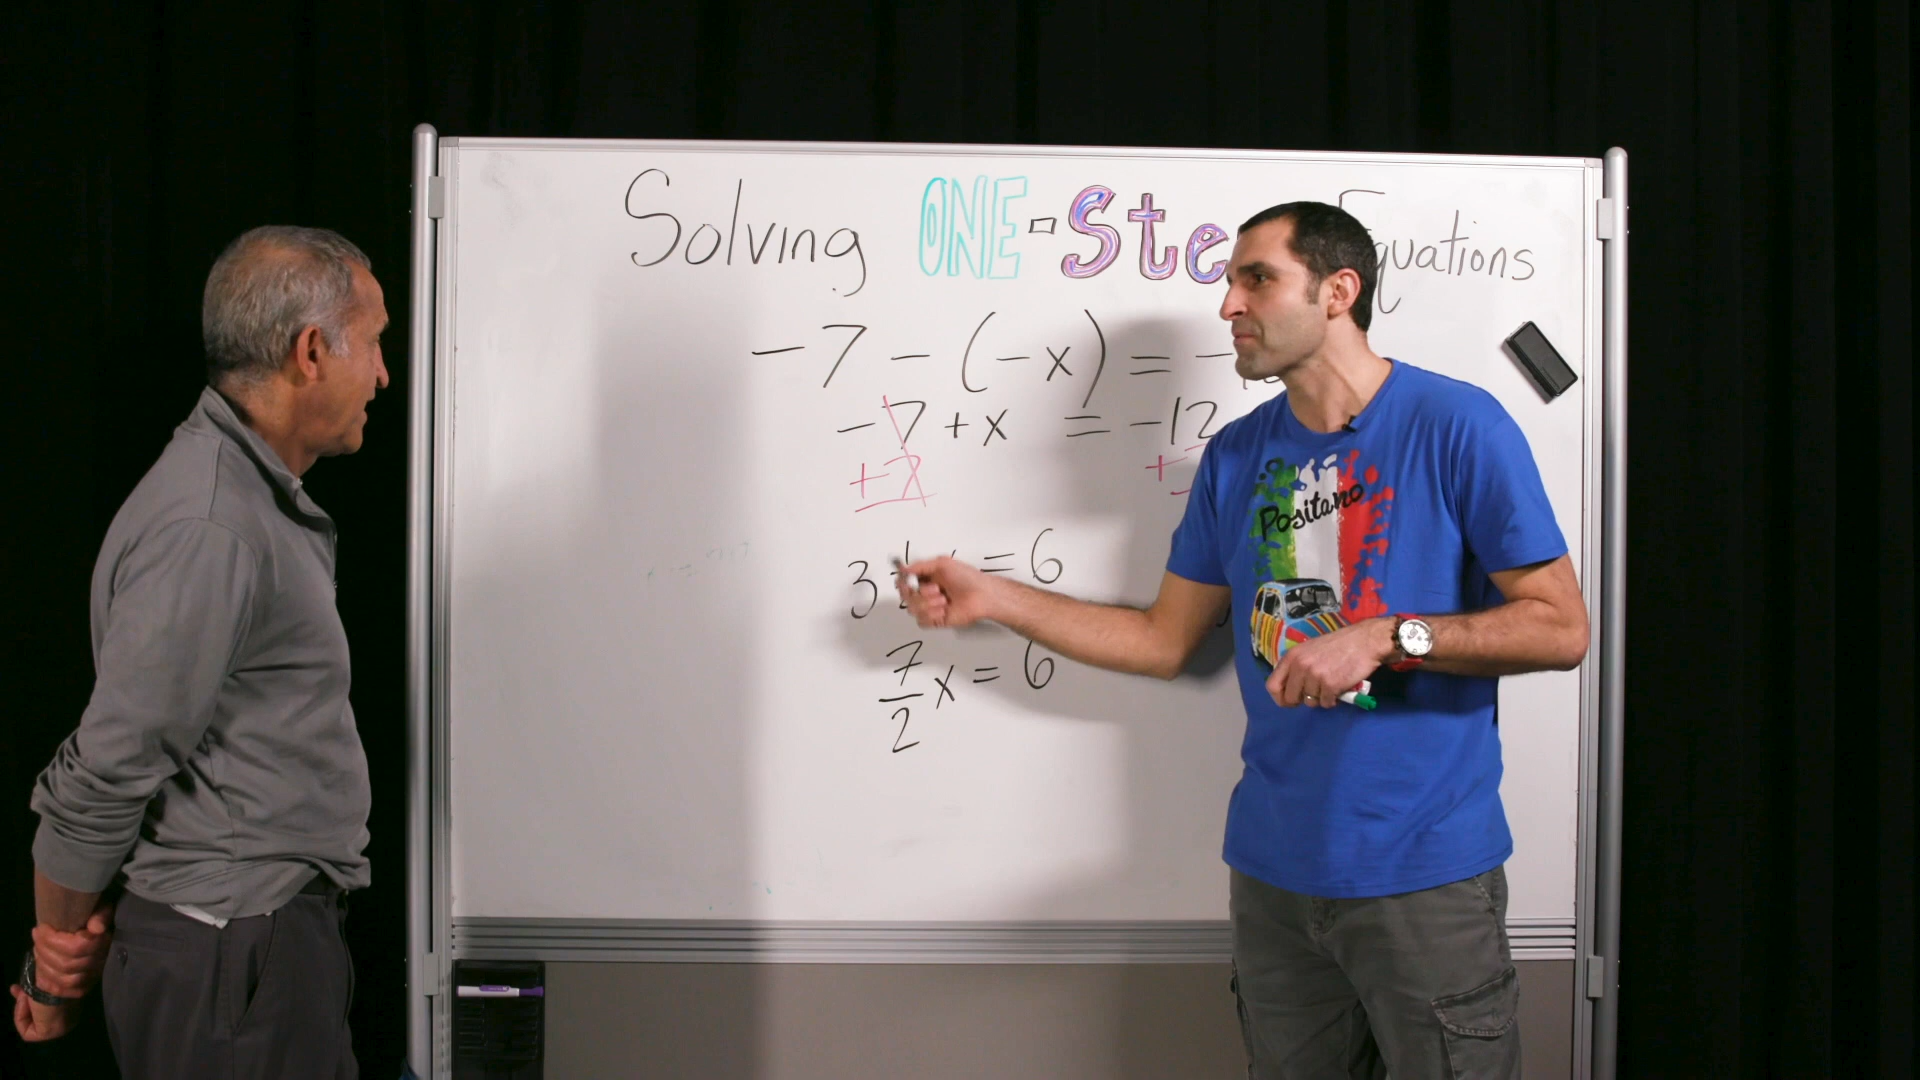 Solving ONE-Ste Equations
-7 - (-x) = -
-7 + x = -12
+7 +
3 = 6
7/2 x = 6
Positano